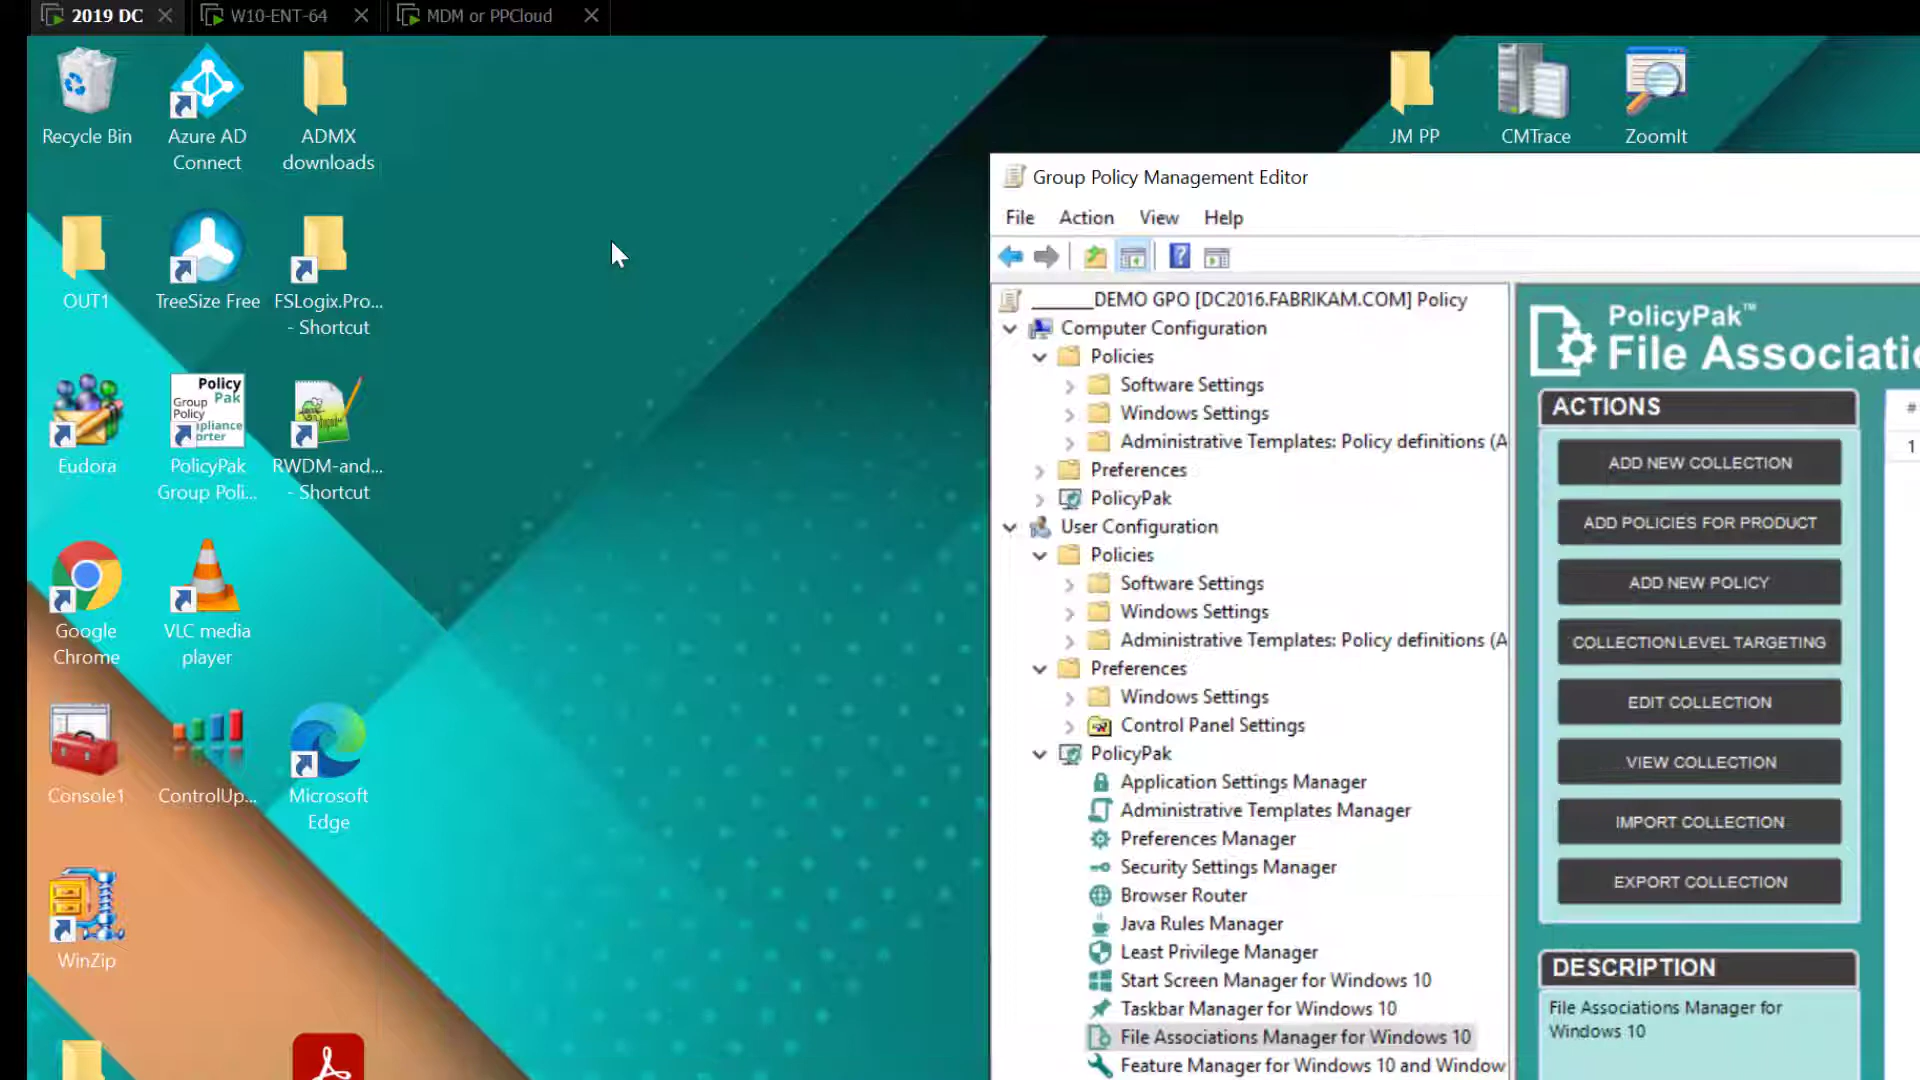 2019 DC
W10-ENT-64
MDM or PPCloud
Recycle Bin
Azure AD
Connect
ADMX
downloads
JM PP
CMTrace
ZoomIt
OUT1
TreeSize Free
FSLogix.Pro...
- Shortcut
Eudora
Policy
Pak
Group
Policy
PolicyPak
Group Poli...
RWDM-and...
- Shortcut
Google
Chrome
VLC media
player
Console1
ControlUp...
Microsoft
Edge
WinZip
Group Policy Management Editor
File
Action
View
Help
______DEMO GPO [DC2016.FABRIKAM.COM] Policy
Computer Configuration
Policies
Software Settings
Windows Settings
Administrative Templates: Policy definitions (A
Preferences
PolicyPak
User Configuration
Policies
Software Settings
Windows Settings
Administrative Templates: Policy definitions (A
Preferences
Windows Settings
Control Panel Settings
PolicyPak
Application Settings Manager
Administrative Templates Manager
Preferences Manager
Security Settings Manager
Browser Router
Java Rules Manager
Least Privilege Manager
Start Screen Manager for Windows 10
Taskbar Manager for Windows 10
File Associations Manager for Windows 10
Feature Manager for Windows 10 and Window
PolicyPak™
File Associati
ACTIONS
ADD NEW COLLECTION
ADD POLICIES FOR PRODUCT
ADD NEW POLICY
COLLECTION LEVEL TARGETING
EDIT COLLECTION
VIEW COLLECTION
IMPORT COLLECTION
EXPORT COLLECTION
DESCRIPTION
File Associations Manager for
Windows 10
#
1